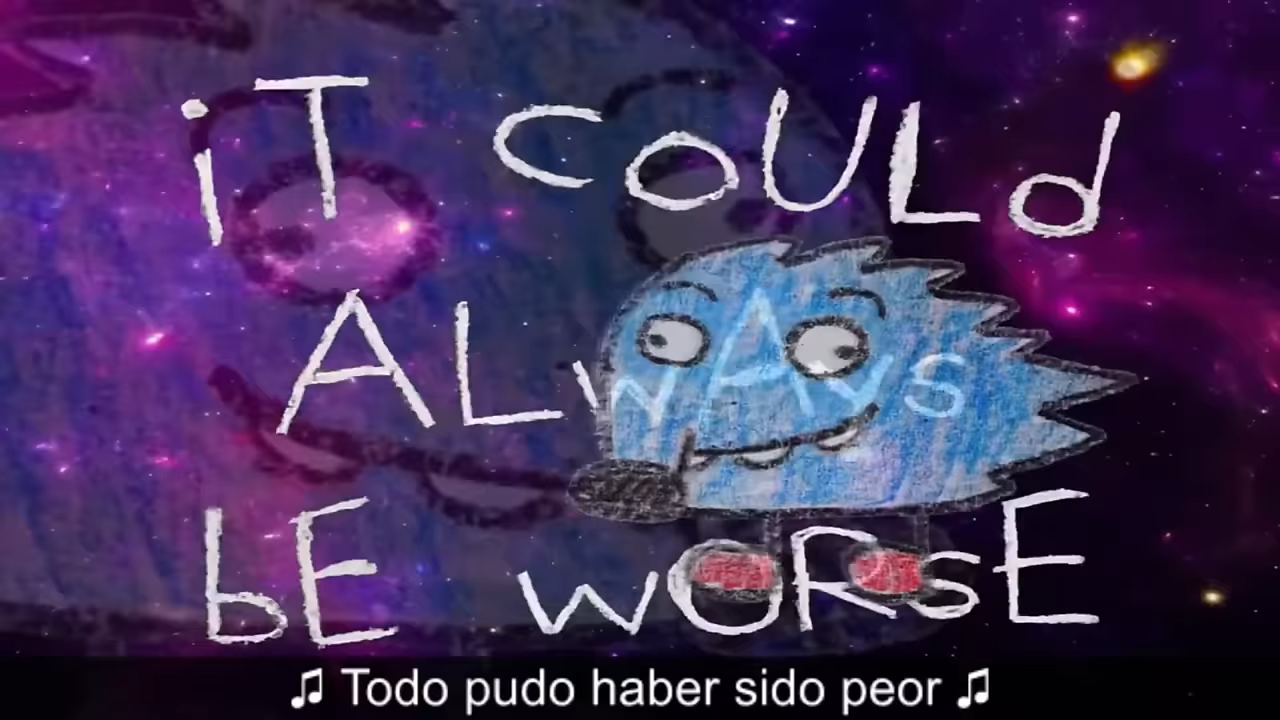 iT COULd
ALwAyS
bE wORsE
♫ Todo pudo haber sido peor ♫